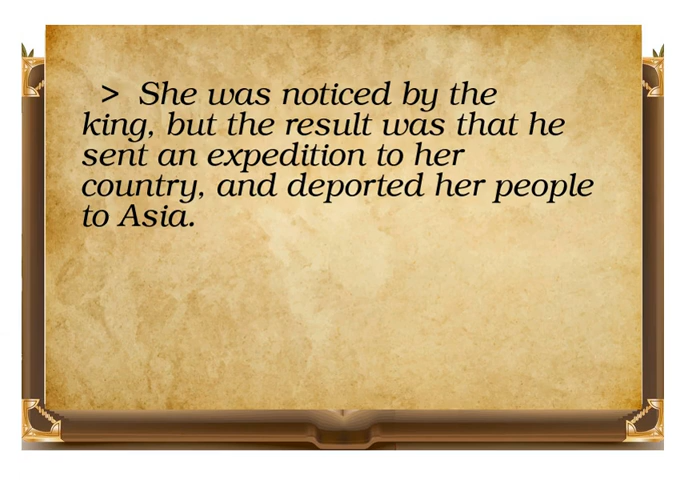 > She was noticed by the
king, but the result was that he
sent an expedition to her
country, and deported her people
to Asia.